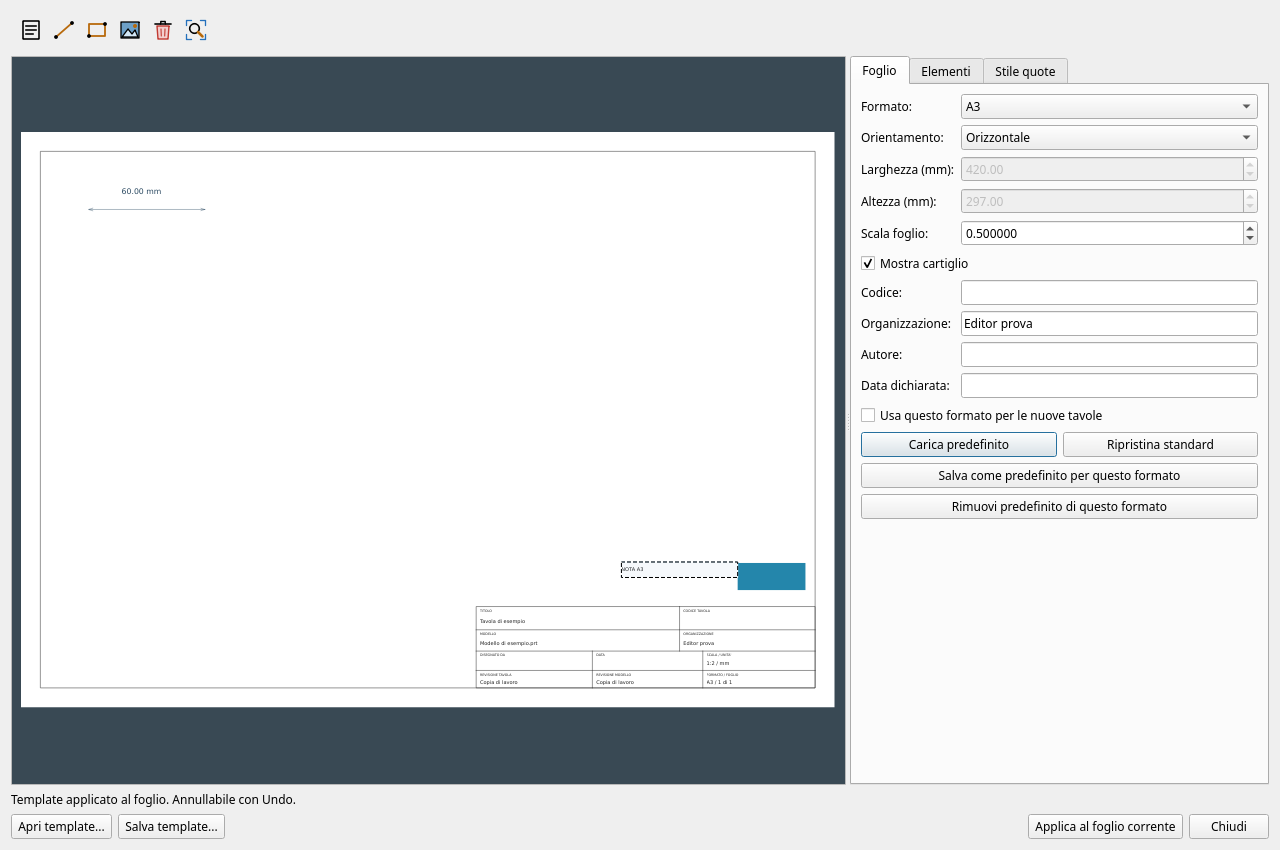 Foglio Elementi Stile quote
Formato: A3
Orientamento: Orizzontale
Larghezza (mm): 420.00
Altezza (mm): 297.00
Scala foglio: 0.500000
Mostra cartiglio
Codice:
Organizzazione: Editor prova
Autore:
Data dichiarata:
Usa questo formato per le nuove tavole
Carica predefinito Ripristina standard
Salva come predefinito per questo formato
Rimuovi predefinito di questo formato
60.00 mm
NOTA A3
TITOLO CODICE TAVOLA
Tavola di esempio
MODELLO ORGANIZZAZIONE
Modello di esempio.prt Editor prova
DISEGNATO DA DATA SCALA / UNITÀ
1:2 / mm
REVISIONE TAVOLA REVISIONE MODELLO FORMATO / FOGLIO
Copia di lavoro Copia di lavoro A3 / 1 di 1
Template applicato al foglio. Annullabile con Undo.
Apri template... Salva template... Applica al foglio corrente Chiudi